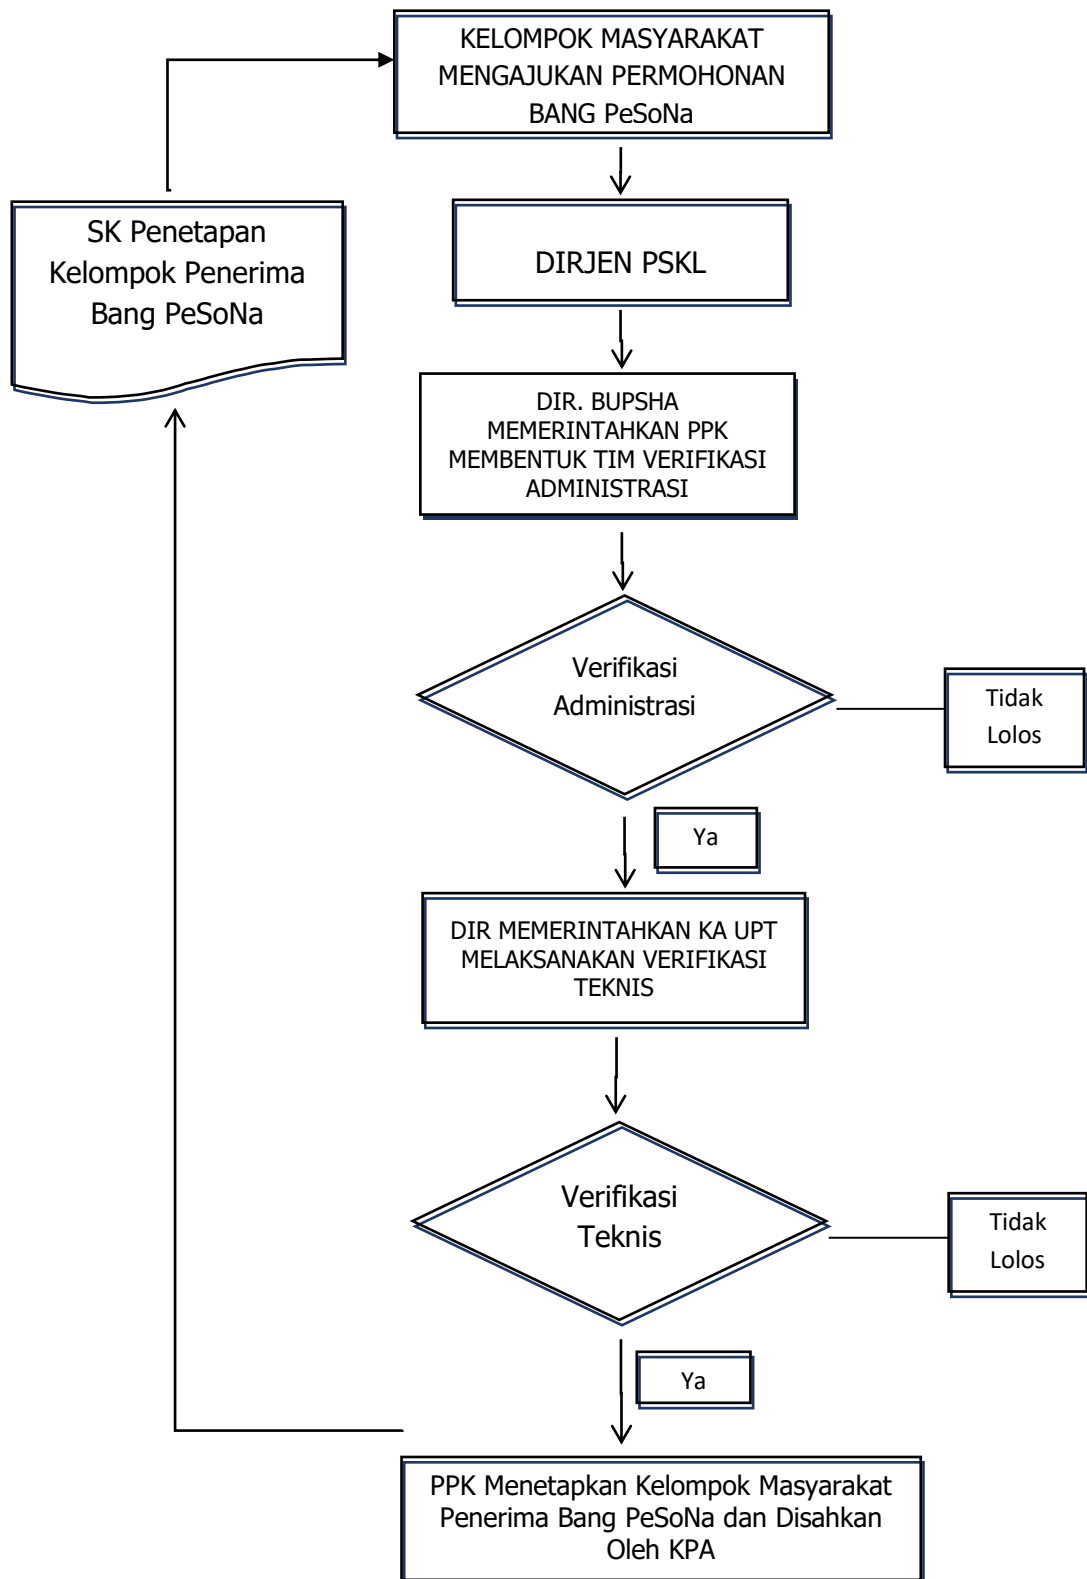 KELOMPOK MASYARAKAT
MENGAJUKAN PERMOHONAN
BANG PeSoNa
SK Penetapan
Kelompok Penerima
Bang PeSoNa
DIRJEN PSKL
DIR. BUPSHA
MEMERINTAHKAN PPK
MEMBENTUK TIM VERIFIKASI
ADMINISTRASI
Verifikasi
Administrasi
Tidak
Lolos
Ya
DIR MEMERINTAHKAN KA UPT
MELAKSANAKAN VERIFIKASI
TEKNIS
Verifikasi
Teknis
Tidak
Lolos
Ya
PPK Menetapkan Kelompok Masyarakat
Penerima Bang PeSoNa dan Disahkan
Oleh KPA